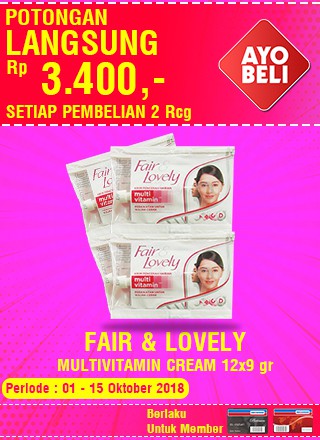 POTONGAN
LANGSUNG
Rp 3.400,-
SETIAP PEMBELIAN 2 Rcg
AYO
BELI
Fair
Lovely
multi
vitamin
Fair
Lovely
multi
vitamin
FAIR & LOVELY
MULTIVITAMIN CREAM 12x9 gr
Periode : 01 - 15 Oktober 2018
Berlaku
Untuk Member